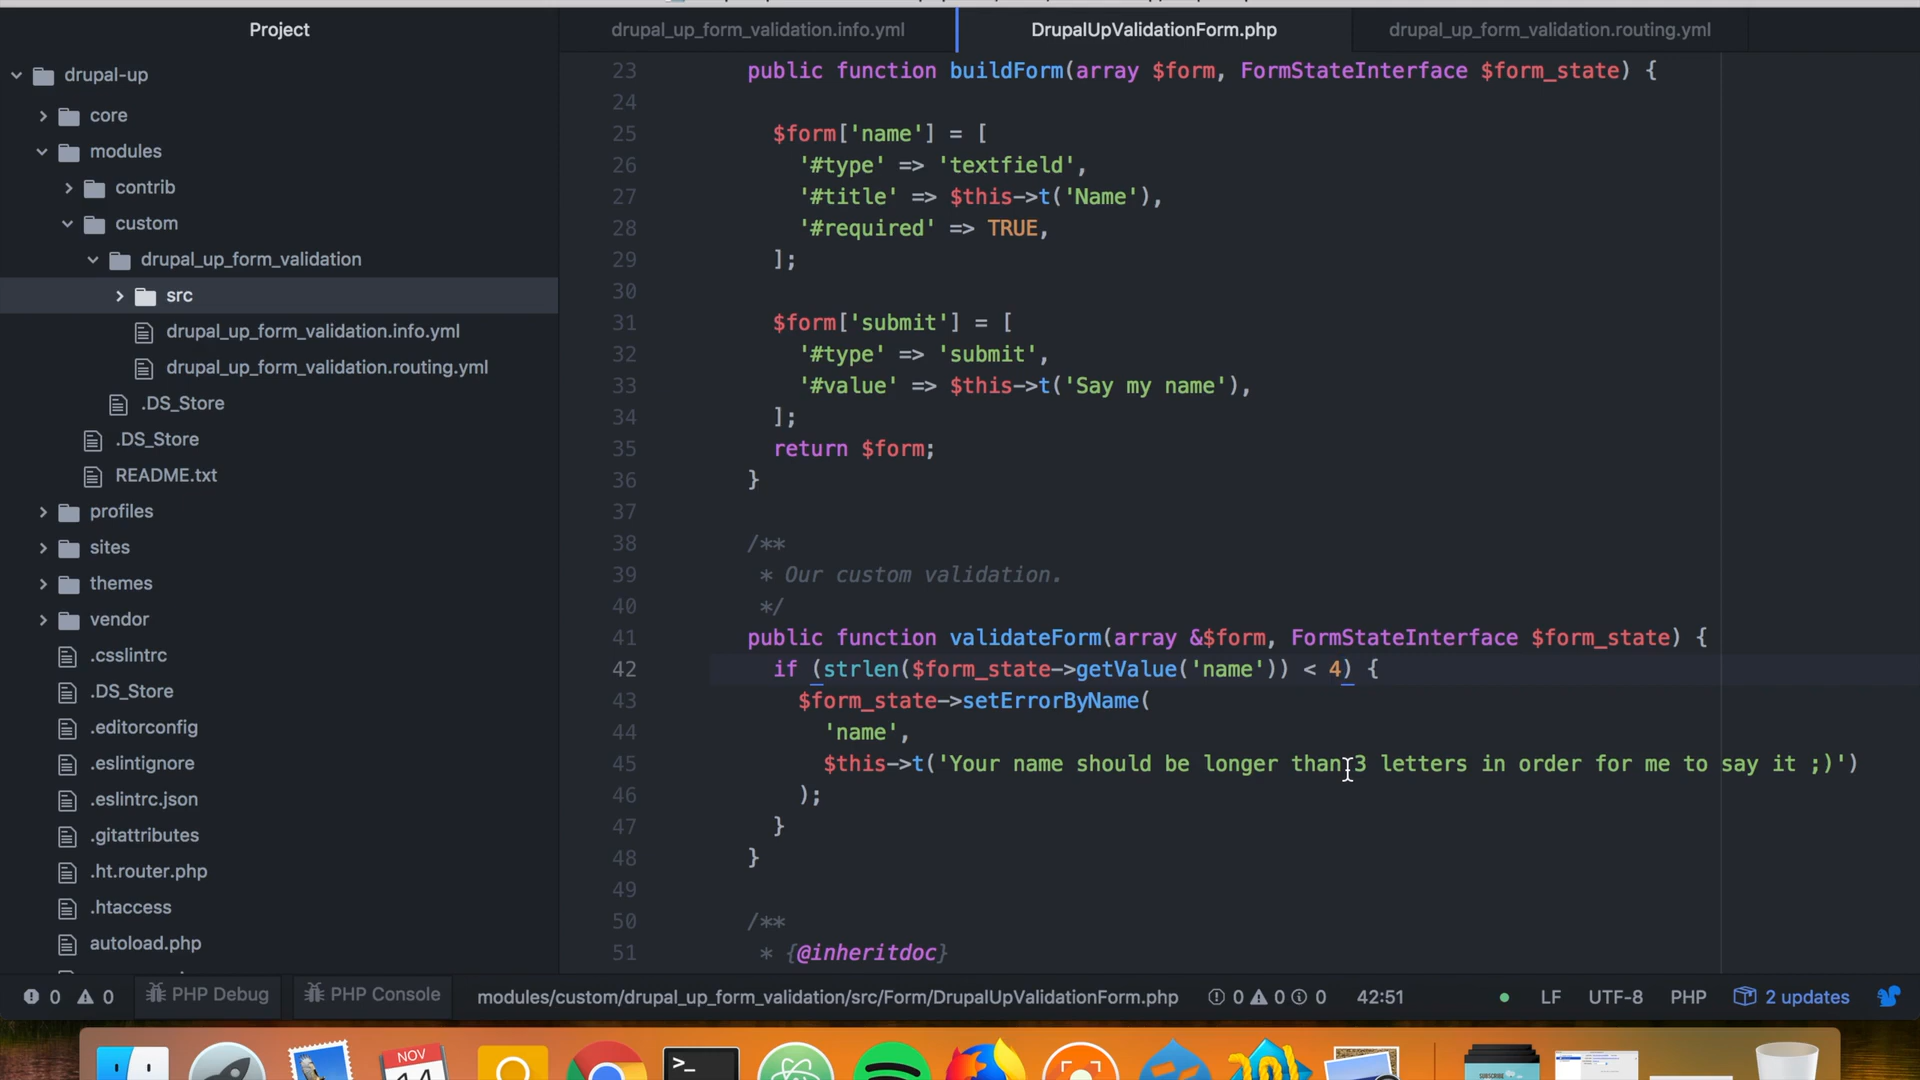 Project
drupal_up_form_validation.info.yml
DrupalUpValidationForm.php
drupal_up_form_validation.routing.yml
drupal-up
core
modules
contrib
custom
drupal_up_form_validation
src
drupal_up_form_validation.info.yml
drupal_up_form_validation.routing.yml
.DS_Store
.DS_Store
README.txt
profiles
sites
themes
vendor
.csslintrc
.DS_Store
.editorconfig
.eslintignore
.eslintrc.json
.gitattributes
.ht.router.php
.htaccess
autoload.php
23 public function buildForm(array $form, FormStateInterface $form_state) {
24
25 $form['name'] = [
26 '#type' => 'textfield',
27 '#title' => $this->t('Name'),
28 '#required' => TRUE,
29 ];
30
31 $form['submit'] = [
32 '#type' => 'submit',
33 '#value' => $this->t('Say my name'),
34 ];
35 return $form;
36 }
37
38 /**
39 * Our custom validation.
40 */
41 public function validateForm(array &$form, FormStateInterface $form_state) {
42 if (strlen($form_state->getValue('name')) < 4) {
43 $form_state->setErrorByName(
44 'name',
45 $this->t('Your name should be longer than 3 letters in order for me to say it ;)')
46 );
47 }
48 }
49
50 /**
51 * {@inheritdoc}
0 0 PHP Debug PHP Console modules/custom/drupal_up_form_validation/src/Form/DrupalUpValidationForm.php 0 0 0 42:51 LF UTF-8 PHP 2 updates
NOV
14
>_
101
SUBSCRIBE